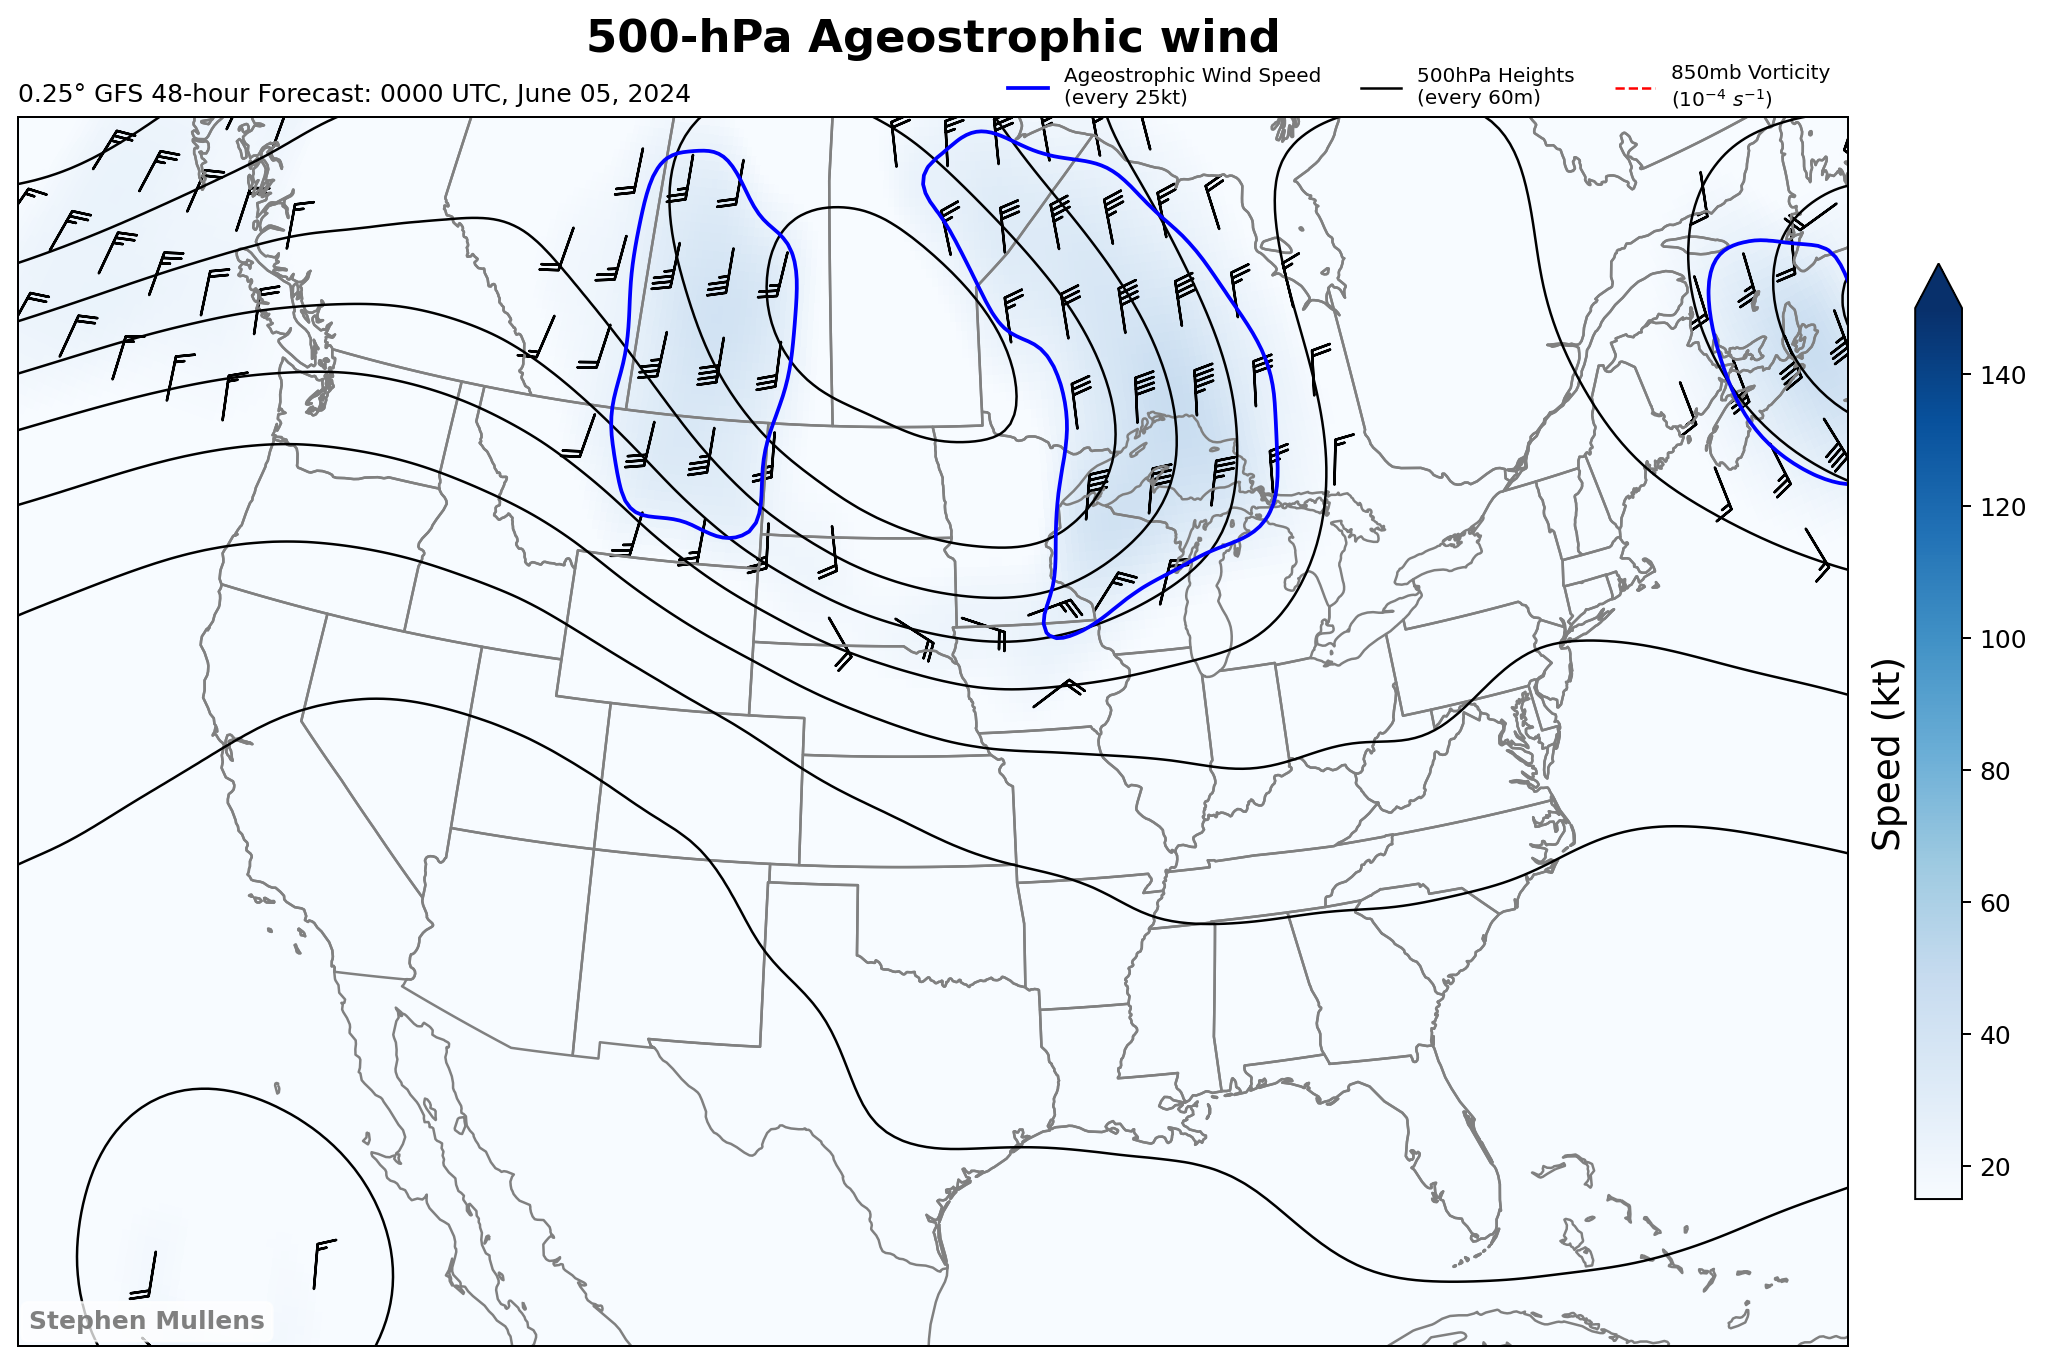 500-hPa Ageostrophic wind
0.25° GFS 48-hour Forecast: 0000 UTC, June 05, 2024
Ageostrophic Wind Speed
(every 25kt)
500hPa Heights
(every 60m)
850mb Vorticity
(10⁻⁴ s⁻¹)
140
120
100
80
60
40
20
Speed (kt)
Stephen Mullens